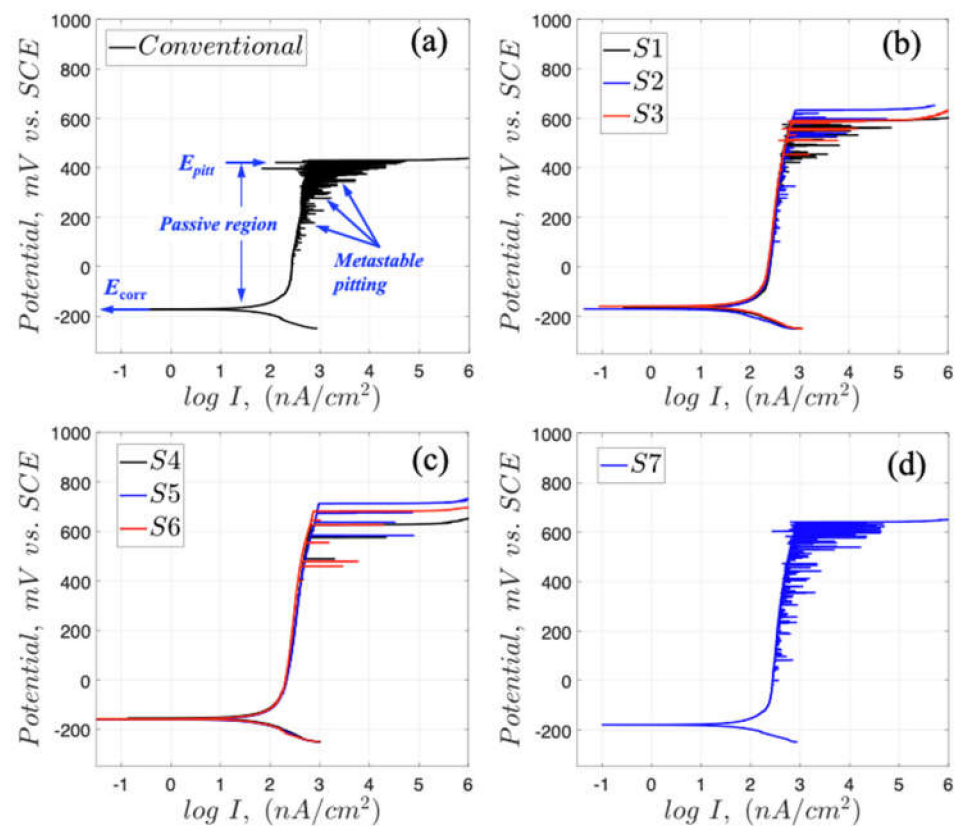 (a)
Conventional
1000
800
600
400
200
0
-200
Potential, mV vs. SCE
E_pitt
Passive region
Metastable
pitting
E_corr
-1 0 1 2 3 4 5 6
log I, (nA/cm²)
(b)
S1
S2
S3
1000
800
600
400
200
0
-200
Potential, mV vs. SCE
-1 0 1 2 3 4 5 6
log I, (nA/cm²)
(c)
S4
S5
S6
1000
800
600
400
200
0
-200
Potential, mV vs. SCE
-1 0 1 2 3 4 5 6
log I, (nA/cm²)
(d)
S7
1000
800
600
400
200
0
-200
Potential, mV vs. SCE
-1 0 1 2 3 4 5 6
log I, (nA/cm²)